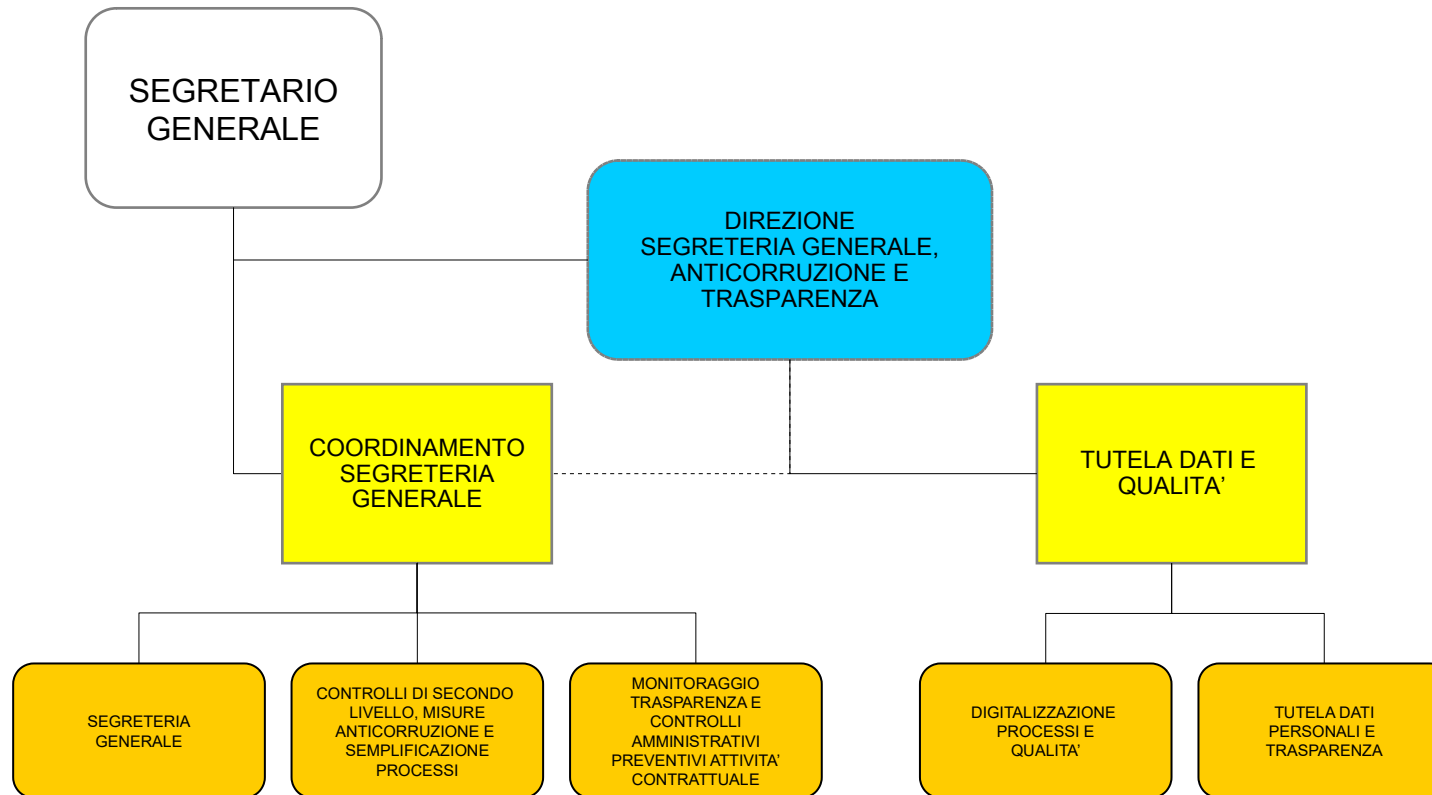 SEGRETARIO
GENERALE
DIREZIONE
SEGRETERIA GENERALE,
ANTICORRUZIONE E
TRASPARENZA
COORDINAMENTO
SEGRETERIA
GENERALE
TUTELA DATI E
QUALITA’
SEGRETERIA
GENERALE
CONTROLLI DI SECONDO
LIVELLO, MISURE
ANTICORRUZIONE E
SEMPLIFICAZIONE
PROCESSI
MONITORAGGIO
TRASPARENZA E
CONTROLLI
AMMINISTRATIVI
PREVENTIVI ATTIVITA’
CONTRATTUALE
DIGITALIZZAZIONE
PROCESSI E
QUALITA’
TUTELA DATI
PERSONALI E
TRASPARENZA